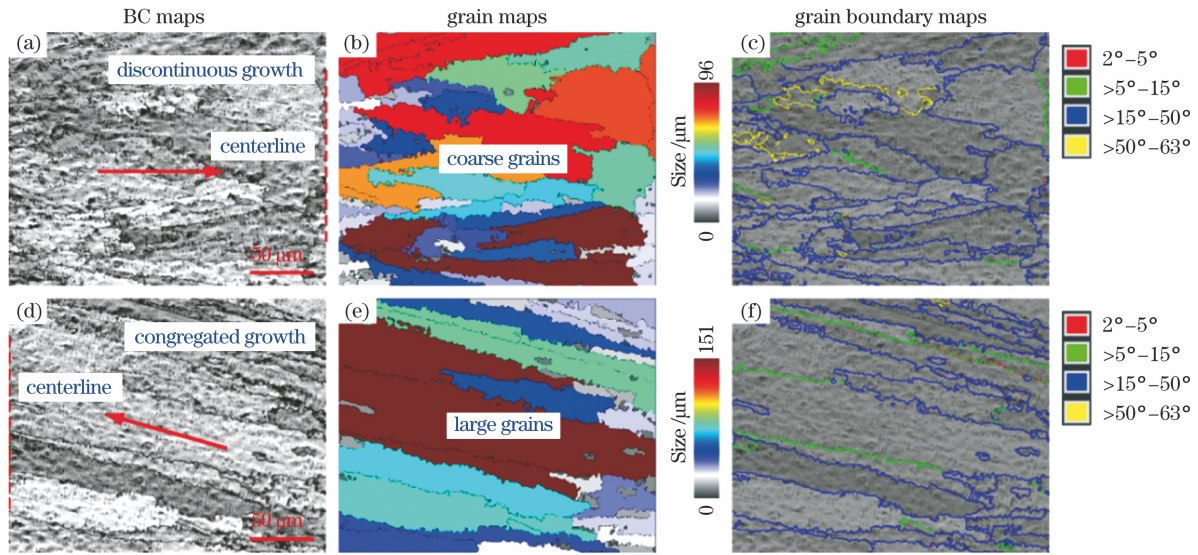 BC maps
grain maps
grain boundary maps
(a)
discontinuous growth
centerline
50 μm
(b)
coarse grains
96
Size /μm
0
(c)
2°–5°
>5°–15°
>15°–50°
>50°–63°
(d)
congregated growth
centerline
50 μm
(e)
large grains
151
Size /μm
0
(f)
2°–5°
>5°–15°
>15°–50°
>50°–63°